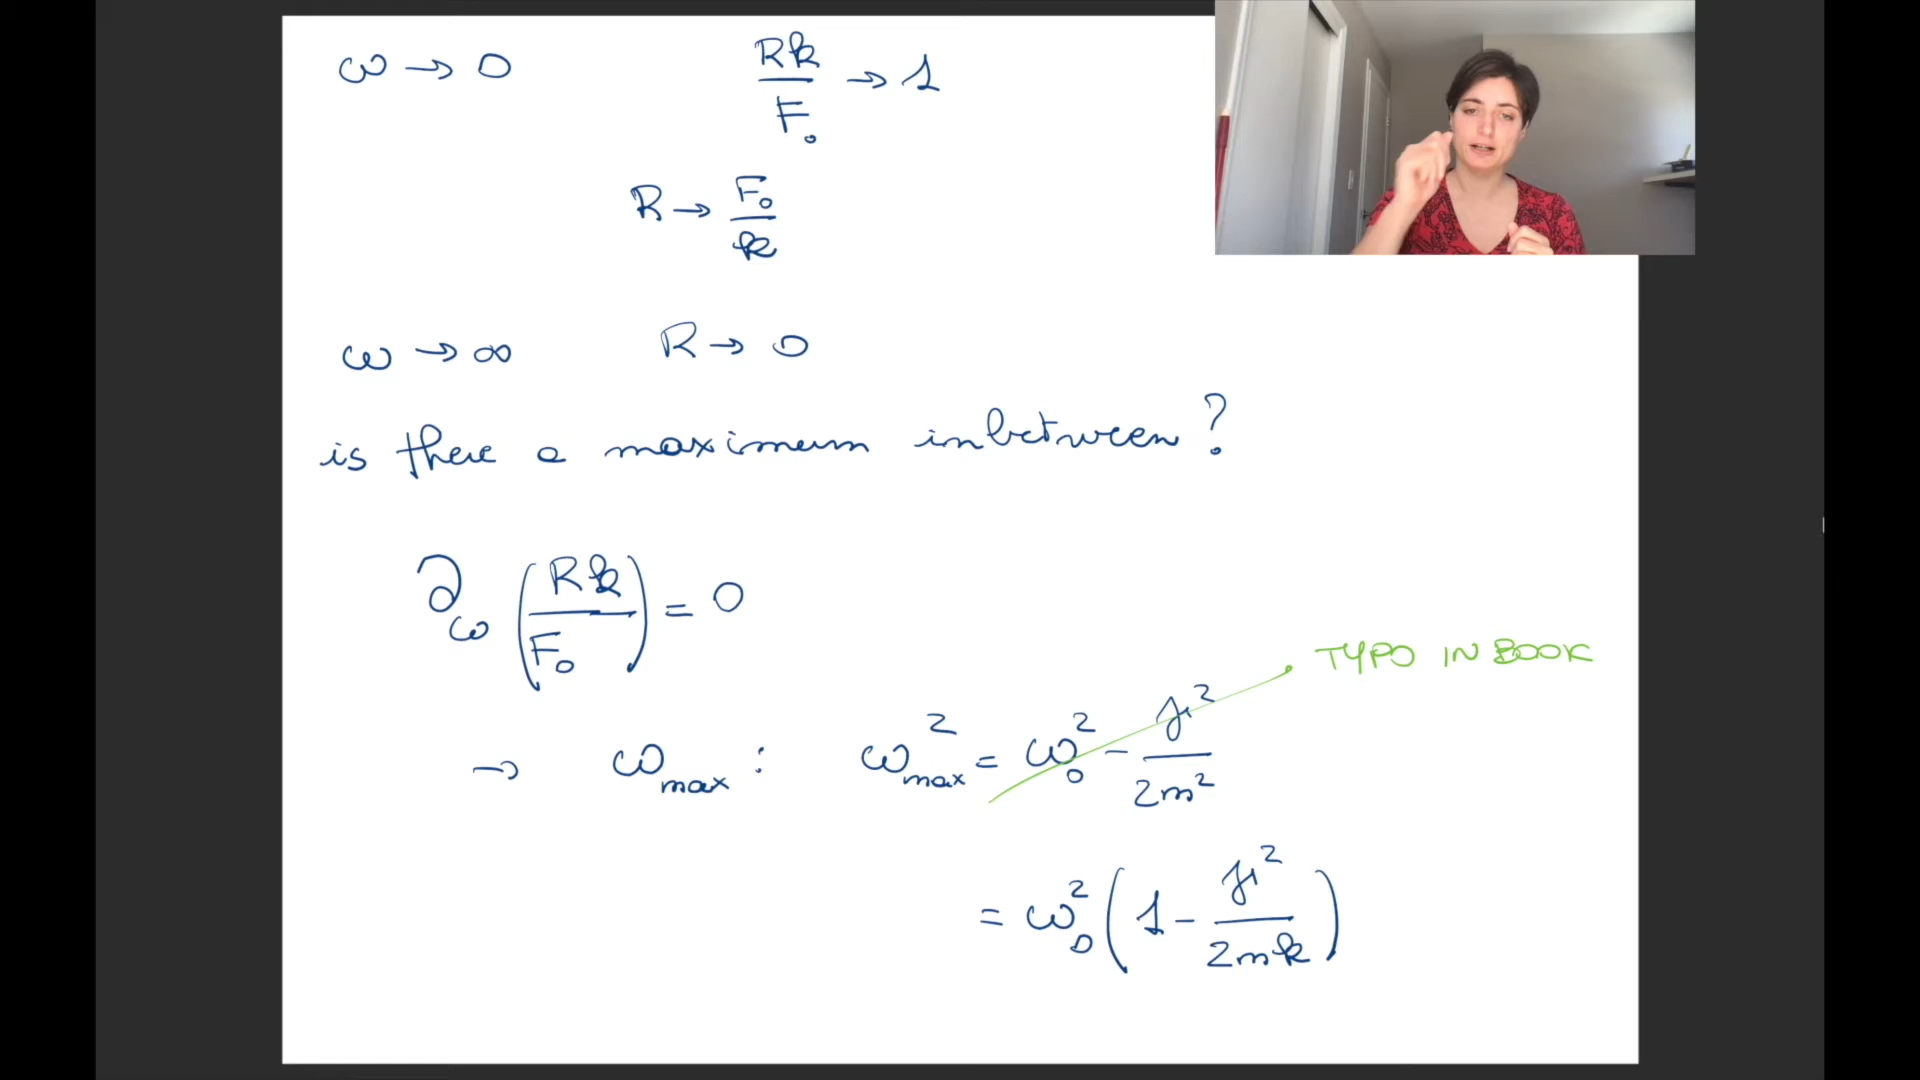 ω → 0    Rk/F₀ → 1
R → F₀/k
ω → ∞    R → 0
is there a maximum inbetween?
∂_ω (Rk/F₀) = 0
TYPO IN BOOK
→ ω_max : ω_max² = ω₀² - γ²/2m²
= ω₀² (1 - γ²/2mk)